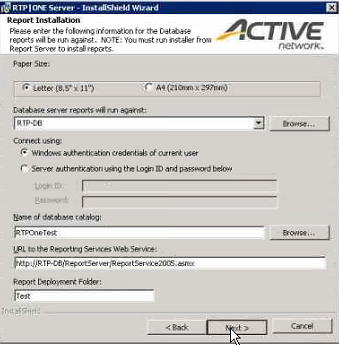 RTP|ONE Server - InstallShield Wizard
Report Installation
Please enter the following information for the Database
reports will be run against. NOTE: You must run installer from
Report Server to install reports.
ACTIVE
network
Paper Size:
Letter (8.5" x 11")
A4 (210mm x 297mm)
Database server reports will run against:
RTP-DB
Browse...
Connect using:
Windows authentication credentials of current user
Server authentication using the Login ID and password below
Login ID:
Password:
Name of database catalog:
RTPOneTest
Browse...
URL to the Reporting Services Web Service:
http://RTP-DB/ReportServer/ReportService2005.asmx
Report Deployment Folder:
Test
InstallShield
< Back
Next >
Cancel